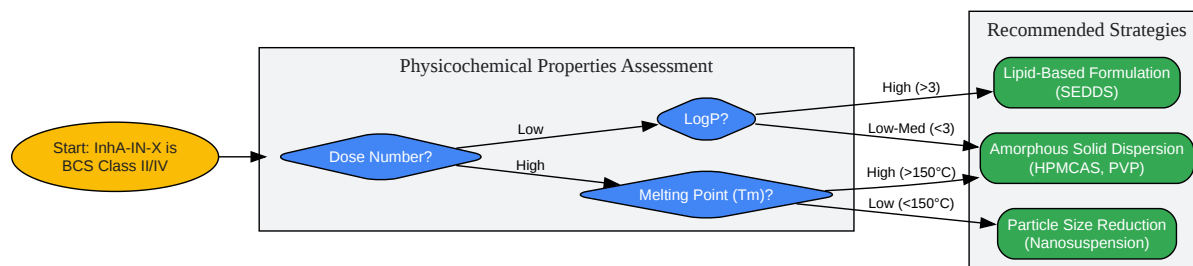 Recommended Strategies
Physicochemical Properties Assessment
Start: InhA-IN-X is
BCS Class II/IV
Dose Number?
Low
High
LogP?
Melting Point (Tm)?
High (>3)
Low-Med (<3)
High (>150°C)
Low (<150°C)
Lipid-Based Formulation
(SEDDS)
Amorphous Solid Dispersion
(HPMCAS, PVP)
Particle Size Reduction
(Nanosuspension)